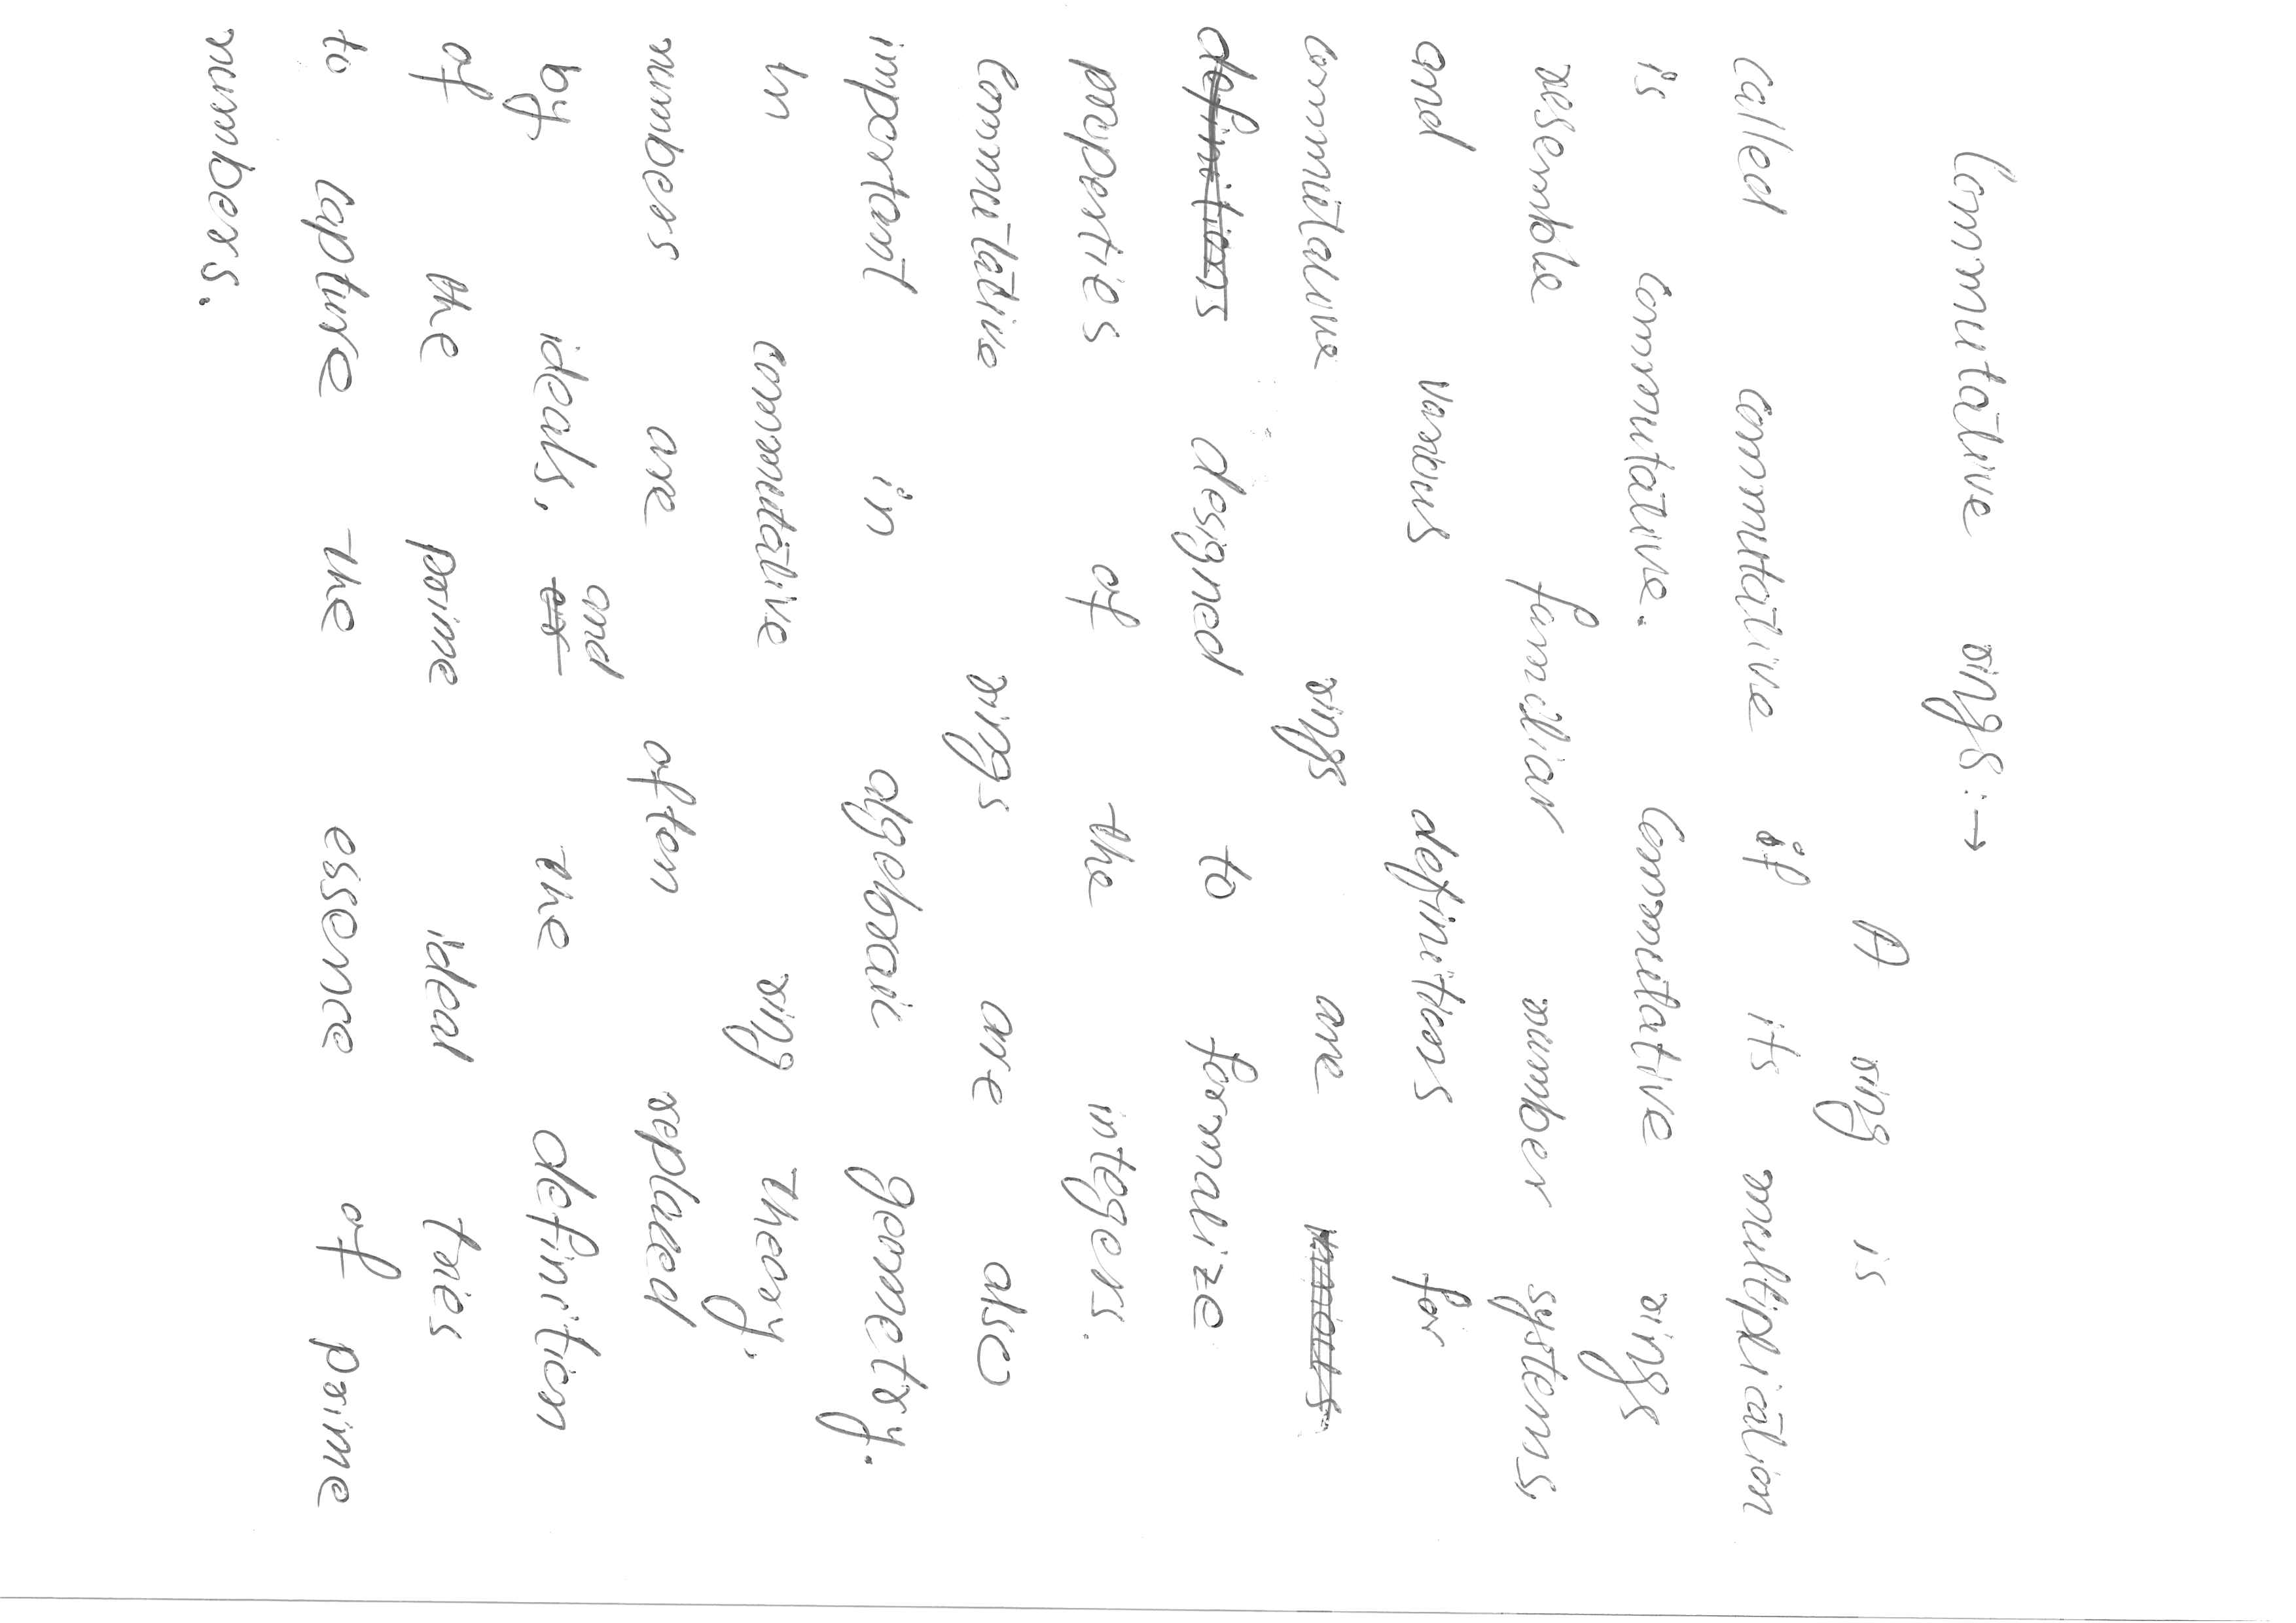 Commutative rings:→
A ring is
called commutative if its multiplication
is commutative. Commutative rings
resemble familiar number systems,
and various definitions for
commutative rings are various
definitions designed to formalize
properties of the integers.
Commutative rings are also
important in algebraic geometry.
In commutative ring theory,
numbers are often replaced
and
by ideals, or the definition
of the prime ideal tries
to capture the essence of prime
numbers.